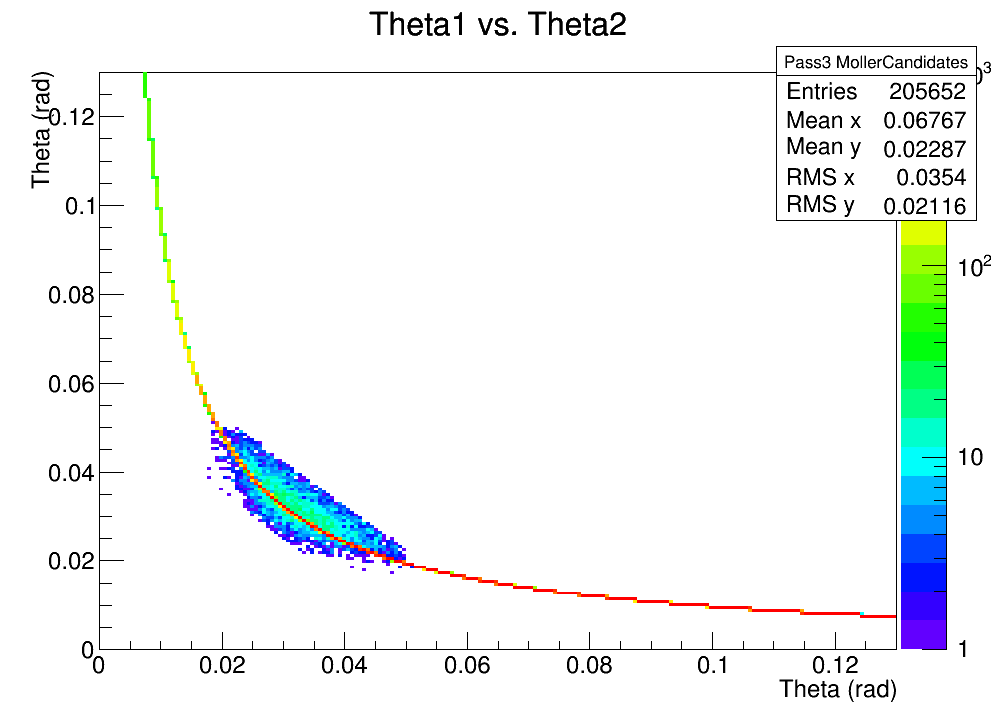 Theta1 vs. Theta2
Pass3 MollerCandidates
Entries 205652
Mean x 0.06767
Mean y 0.02287
RMS x 0.0354
RMS y 0.02116
Theta (rad)
0.12
0.1
0.08
0.06
0.04
0.02
0
0 0.02 0.04 0.06 0.08 0.1 0.12
Theta (rad)
10²
10
1